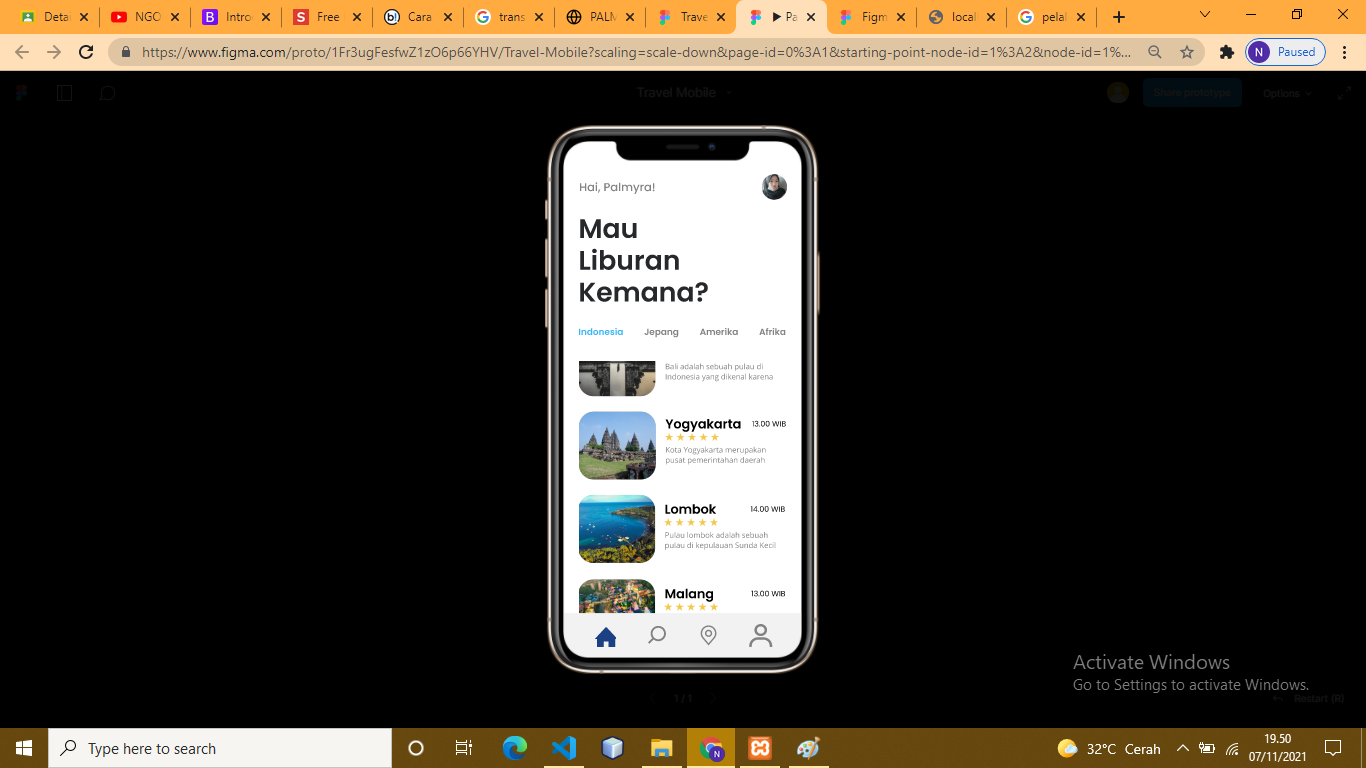 Deta
NGO
Intro
Free
Cara
trans
PALM
Trave
Pa
Figm
local
pelal
https://www.figma.com/proto/1Fr3ugFesfwZ1zO6p66YHV/Travel-Mobile?scaling=scale-down&page-id=0%3A1&starting-point-node-id=1%3A2&node-id=1%...
N Paused
Travel Mobile
Share prototype
Options
Hai, Palmyra!
Mau
Liburan
Kemana?
Indonesia Jepang Amerika Afrika
Bali adalah sebuah pulau di
Indonesia yang dikenal karena
Yogyakarta 13.00 WIB
Kota Yogyakarta merupakan
pusat pemerintahan daerah
Lombok 14.00 WIB
Pulau lombok adalah sebuah
pulau di kepulauan Sunda Kecil
Malang 13.00 WIB
Activate Windows
Go to Settings to activate Windows.
1 / 1
Restart (R)
Type here to search
32°C Cerah
19.50
07/11/2021